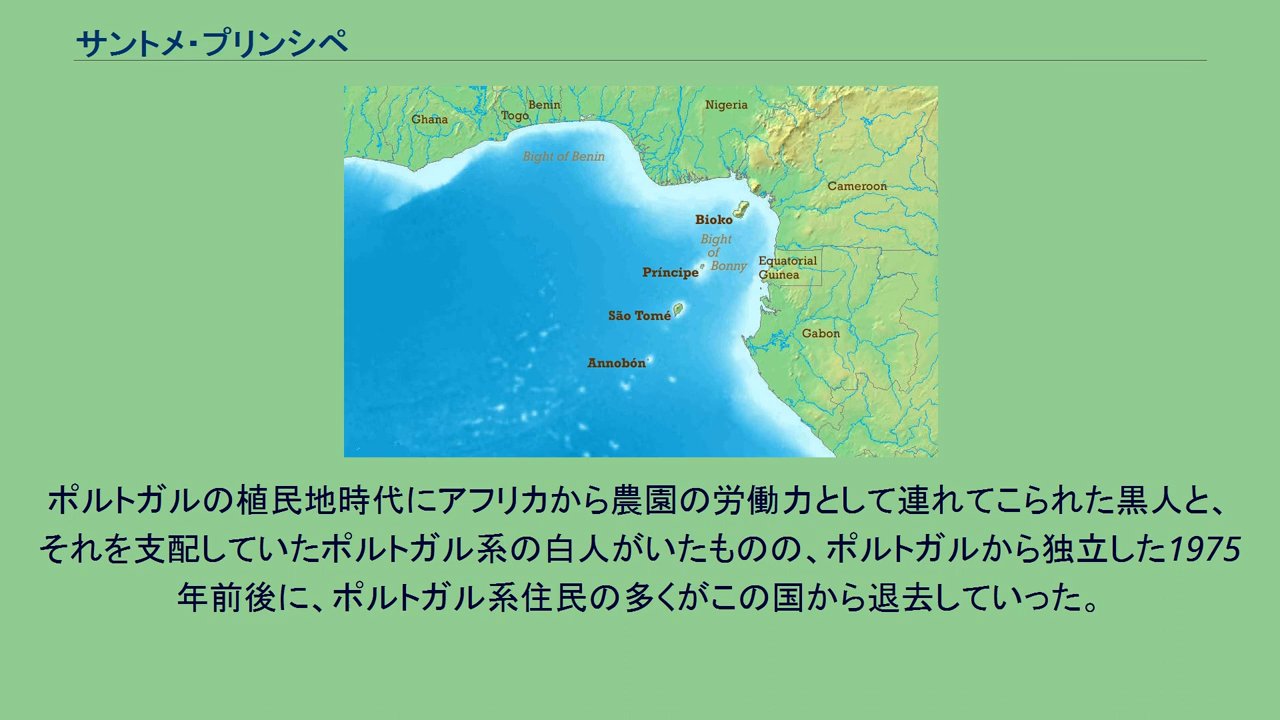 サントメ・プリンシペ
Benin
Nigeria
Ghana
Togo
Bight of Benin
Cameroon
Bioko
Bight
of
Bonny
Equatorial
Guinea
Príncipe
São Tomé
Gabon
Annobón
ポルトガルの植民地時代にアフリカから農園の労働力として連れてこられた黒人と、
それを支配していたポルトガル系の白人がいたものの、ポルトガルから独立した1975
年前後に、ポルトガル系住民の多くがこの国から退去していった。